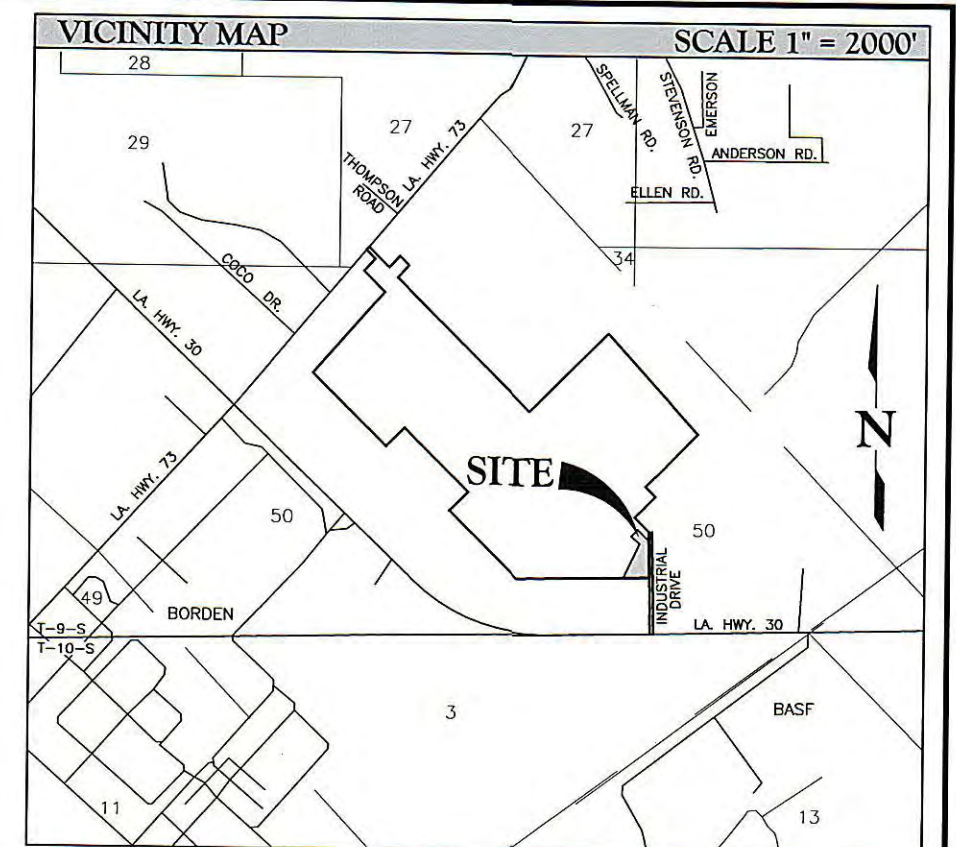 VICINITY MAP
SCALE 1" = 2000'
28
29
27
LA. HWY. 73
THOMPSON
ROAD
27
SPELLMAN RD.
STEVENSON RD.
EMERSON
ANDERSON RD.
ELLEN RD.
34
COCO DR.
LA. HWY. 30
N
SITE
LA. HWY. 73
50
50
INDUSTRIAL
DRIVE
49
BORDEN
LA. HWY. 30
T-9-S
T-10-S
3
BASF
11
13